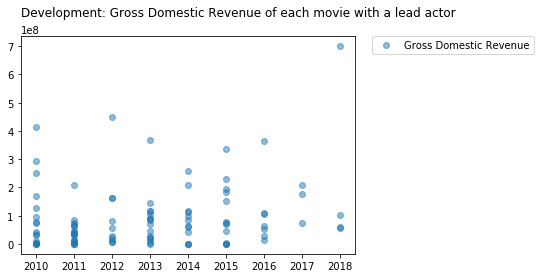 Development: Gross Domestic Revenue of each movie with a lead actor
1e8
Gross Domestic Revenue
7
6
5
4
3
2
1
0
2010 2011 2012 2013 2014 2015 2016 2017 2018